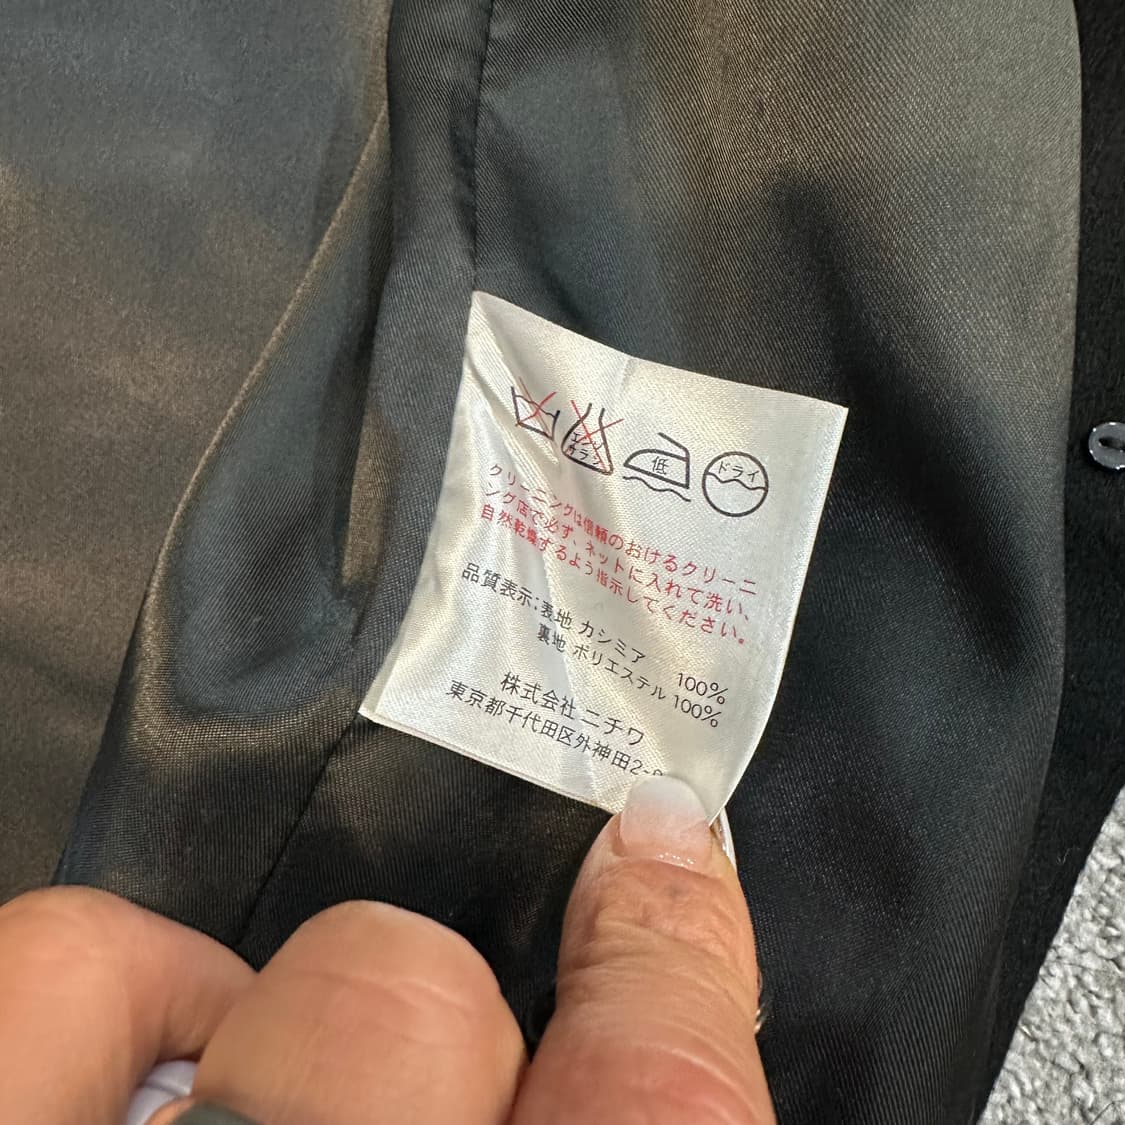 エンソ
サラシ
低
ドライ
クリーニングは信頼のおけるクリーニ
ング店で必ず、ネットに入れて洗い、
自然乾燥するよう指示してください。
品質表示:表地 カシミア 100%
裏地 ポリエステル 100%
株式会社 ニチワ
東京都千代田区外神田2-